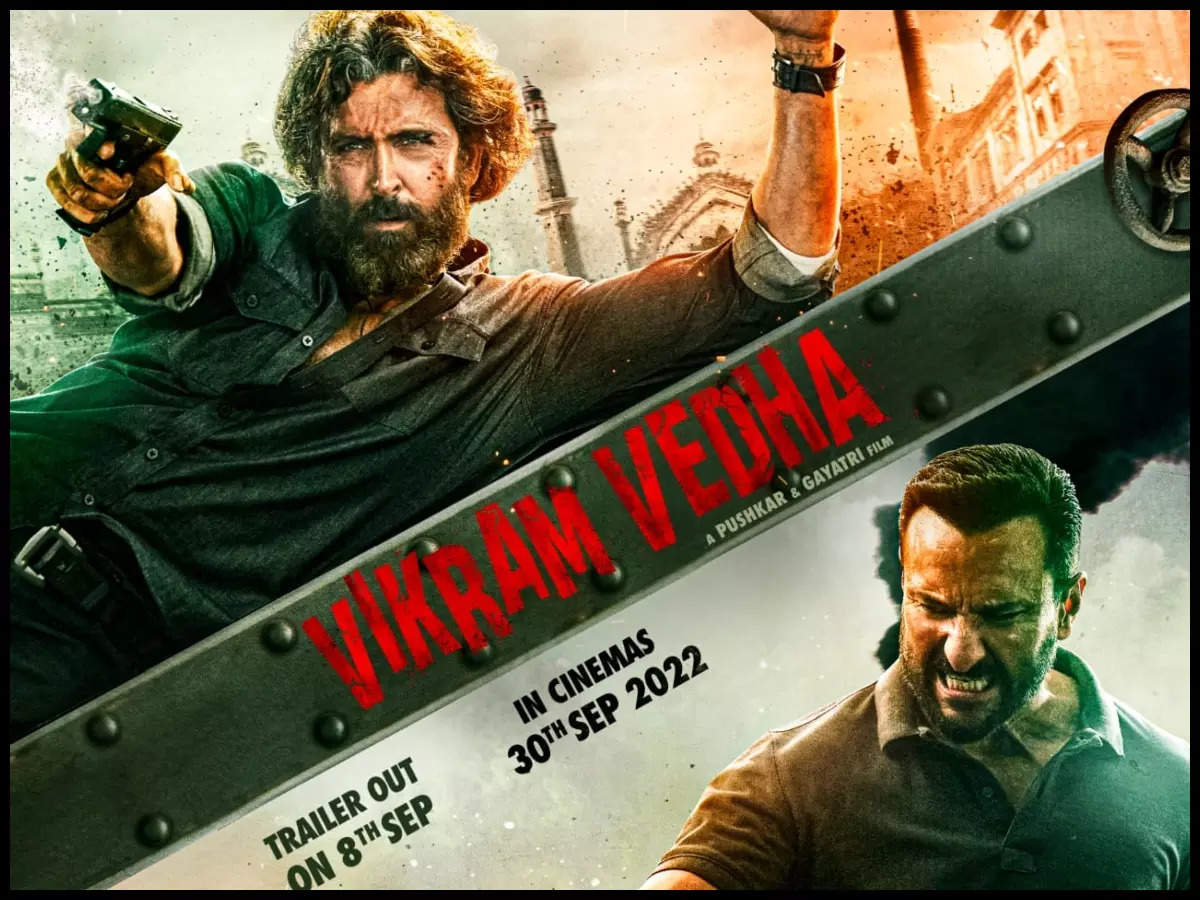 VIKRAM VEDHA
A PUSHKAR & GAYATRI FILM
IN CINEMAS
30TH SEP 2022
TRAILER OUT
ON 8TH SEP